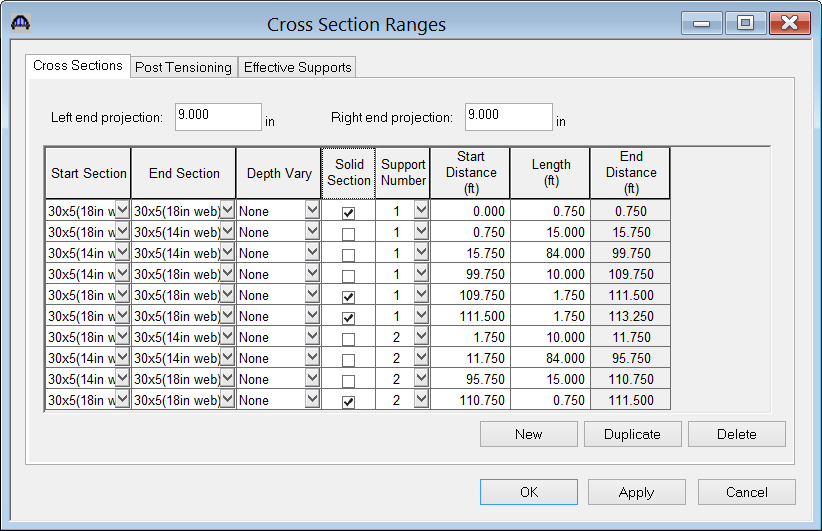 Cross Section Ranges
Cross Sections Post Tensioning Effective Supports
Left end projection: 9.000 in Right end projection: 9.000 in
Start Section End Section Depth Vary Solid Section Support Number Start Distance (ft) Length (ft) End Distance (ft)
30x5(18in w 30x5(18in web) None 1 0.000 0.750 0.750
30x5(18in w 30x5(14in web) None 1 0.750 15.000 15.750
30x5(14in w 30x5(14in web) None 1 15.750 84.000 99.750
30x5(14in w 30x5(18in web) None 1 99.750 10.000 109.750
30x5(18in w 30x5(18in web) None 1 109.750 1.750 111.500
30x5(18in w 30x5(18in web) None 1 111.500 1.750 113.250
30x5(18in w 30x5(14in web) None 2 1.750 10.000 11.750
30x5(14in w 30x5(14in web) None 2 11.750 84.000 95.750
30x5(14in w 30x5(18in web) None 2 95.750 15.000 110.750
30x5(18in w 30x5(18in web) None 2 110.750 0.750 111.500
New Duplicate Delete
OK Apply Cancel